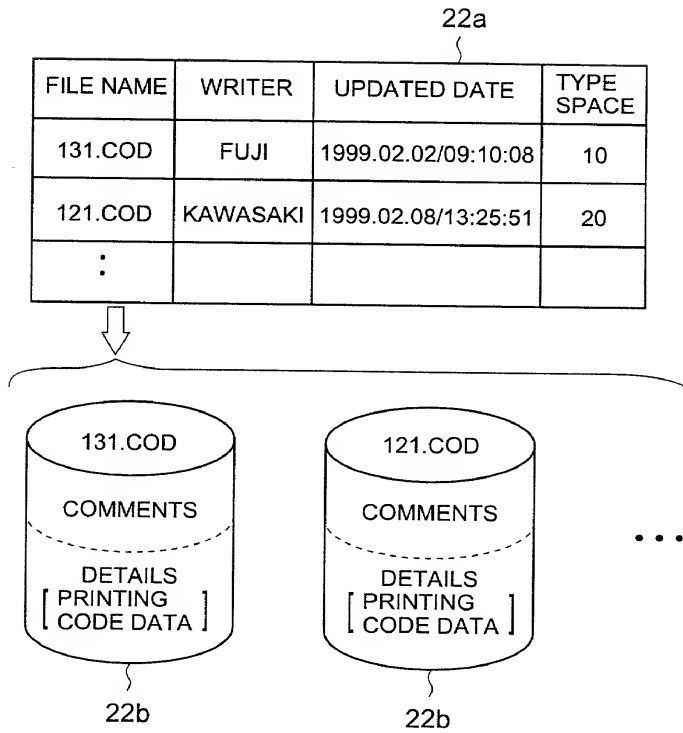 22a
FILE NAME WRITER UPDATED DATE TYPE
SPACE
131.COD FUJI 1999.02.02/09:10:08 10
121.COD KAWASAKI 1999.02.08/13:25:51 20
:
131.COD 121.COD
COMMENTS COMMENTS
...
DETAILS DETAILS
[ PRINTING [ PRINTING
CODE DATA ] CODE DATA ]
22b 22b